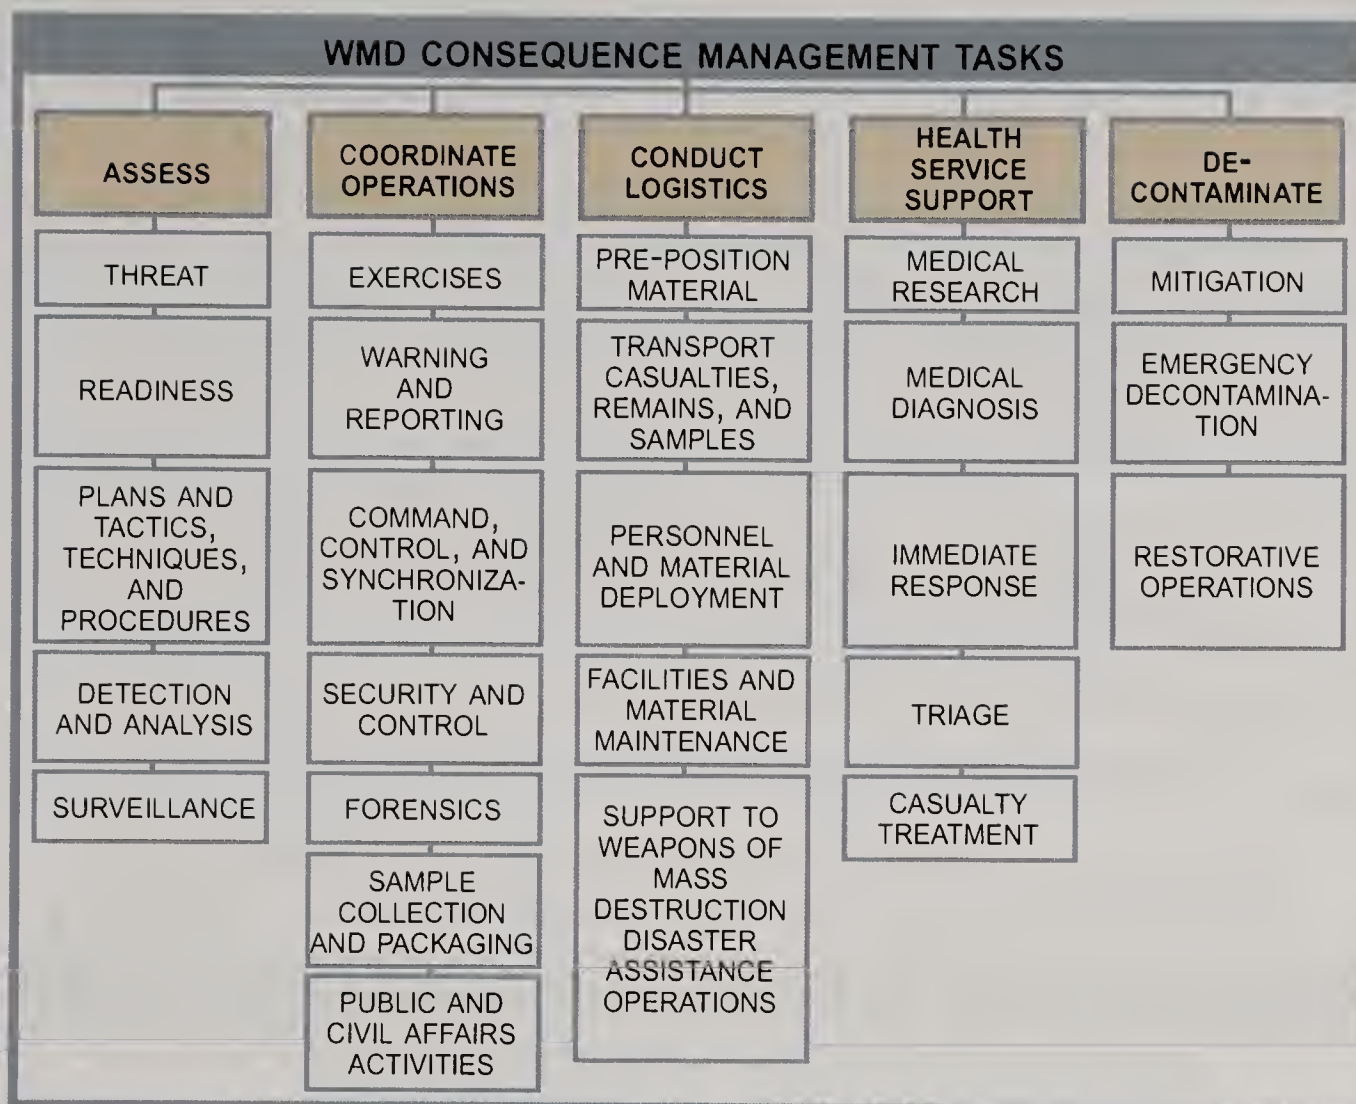 WMD CONSEQUENCE MANAGEMENT TASKS
ASSESS
THREAT
READINESS
PLANS AND
TACTICS,
TECHNIQUES,
AND
PROCEDURES
DETECTION
AND ANALYSIS
SURVEILLANCE
COORDINATE
OPERATIONS
EXERCISES
WARNING
AND
REPORTING
COMMAND,
CONTROL, AND
SYNCHRONIZA-
TION
SECURITY AND
CONTROL
FORENSICS
SAMPLE
COLLECTION
AND PACKAGING
PUBLIC AND
CIVIL AFFAIRS
ACTIVITIES
CONDUCT
LOGISTICS
PRE-POSITION
MATERIAL
TRANSPORT
CASUALTIES,
REMAINS, AND
SAMPLES
PERSONNEL
AND MATERIAL
DEPLOYMENT
FACILITIES AND
MATERIAL
MAINTENANCE
SUPPORT TO
WEAPONS OF
MASS
DESTRUCTION
DISASTER
ASSISTANCE
OPERATIONS
HEALTH
SERVICE
SUPPORT
MEDICAL
RESEARCH
MEDICAL
DIAGNOSIS
IMMEDIATE
RESPONSE
TRIAGE
CASUALTY
TREATMENT
DE-
CONTAMINATE
MITIGATION
EMERGENCY
DECONTAMINA-
TION
RESTORATIVE
OPERATIONS